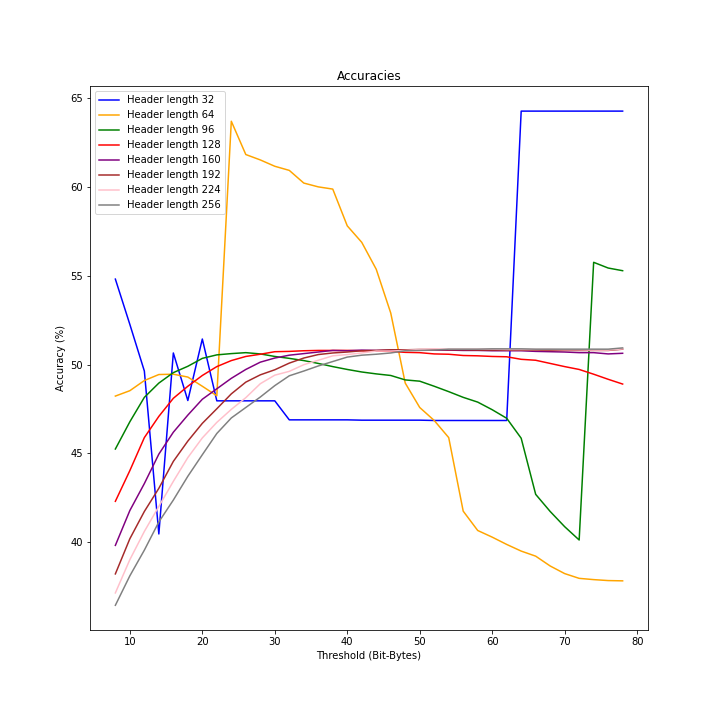 Accuracies
65
60
55
50
45
40
Accuracy (%)
Header length 32
Header length 64
Header length 96
Header length 128
Header length 160
Header length 192
Header length 224
Header length 256
10 20 30 40 50 60 70 80
Threshold (Bit-Bytes)